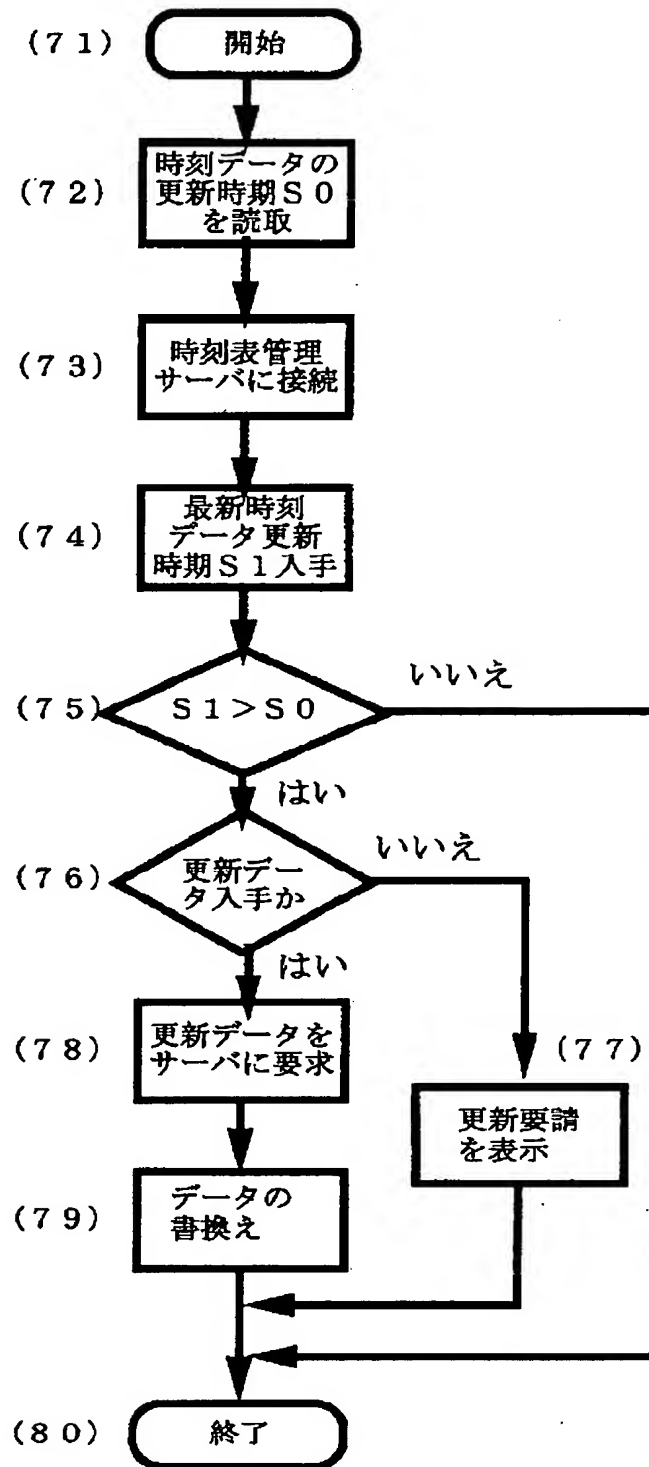 (71)
開始
(72)
時刻データの
更新時期S0
を読取
(73)
時刻表管理
サーバに接続
(74)
最新時刻
データ更新
時期S1入手
(75)
S1>S0
いいえ
はい
(76)
更新デー
タ入手か
いいえ
はい
(78)
更新データを
サーバに要求
(77)
更新要請
を表示
(79)
データの
書換え
(80)
終了